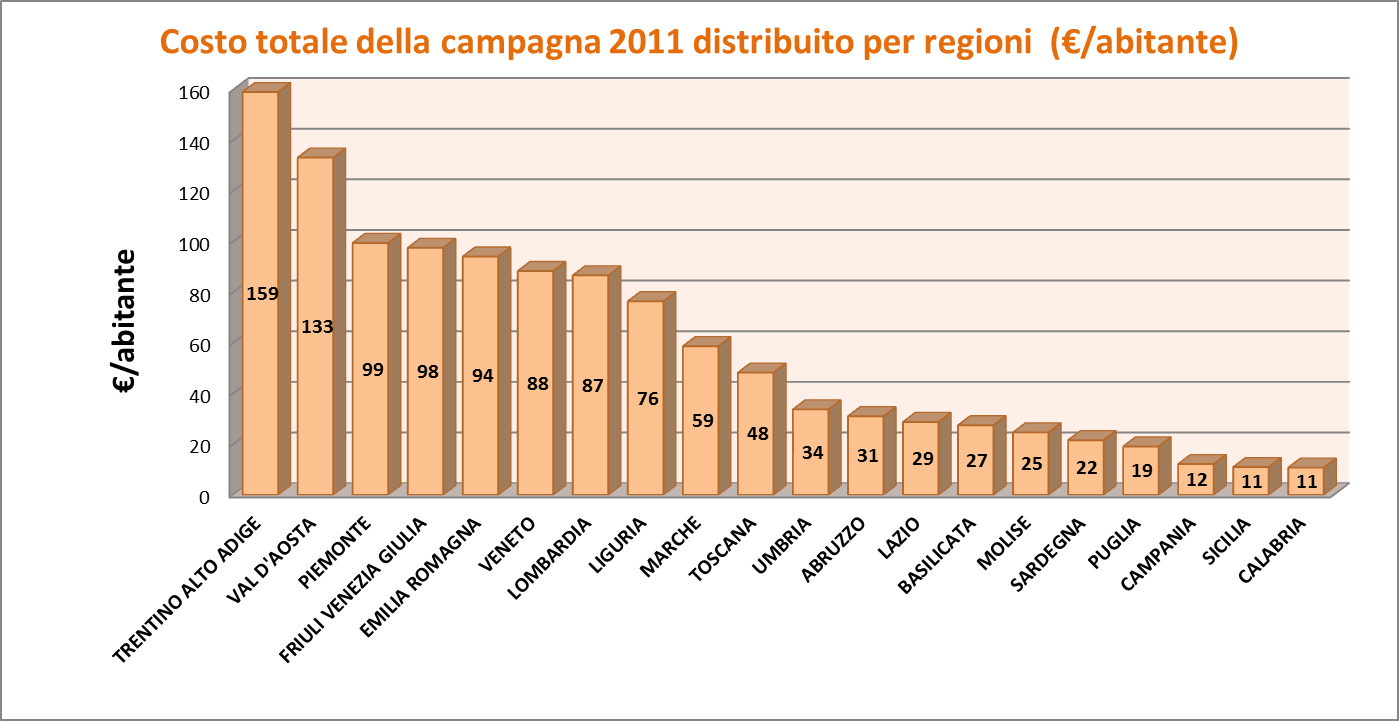 Costo totale della campagna 2011 distribuito per regioni  (€/abitante)
€/abitante
160
140
120
100
80
60
40
20
0
159
133
99
98
94
88
87
76
59
48
34
31
29
27
25
22
19
12
11
11
TRENTINO ALTO ADIGE
VAL D'AOSTA
PIEMONTE
FRIULI VENEZIA GIULIA
EMILIA ROMAGNA
VENETO
LOMBARDIA
LIGURIA
MARCHE
TOSCANA
UMBRIA
ABRUZZO
LAZIO
BASILICATA
MOLISE
SARDEGNA
PUGLIA
CAMPANIA
SICILIA
CALABRIA